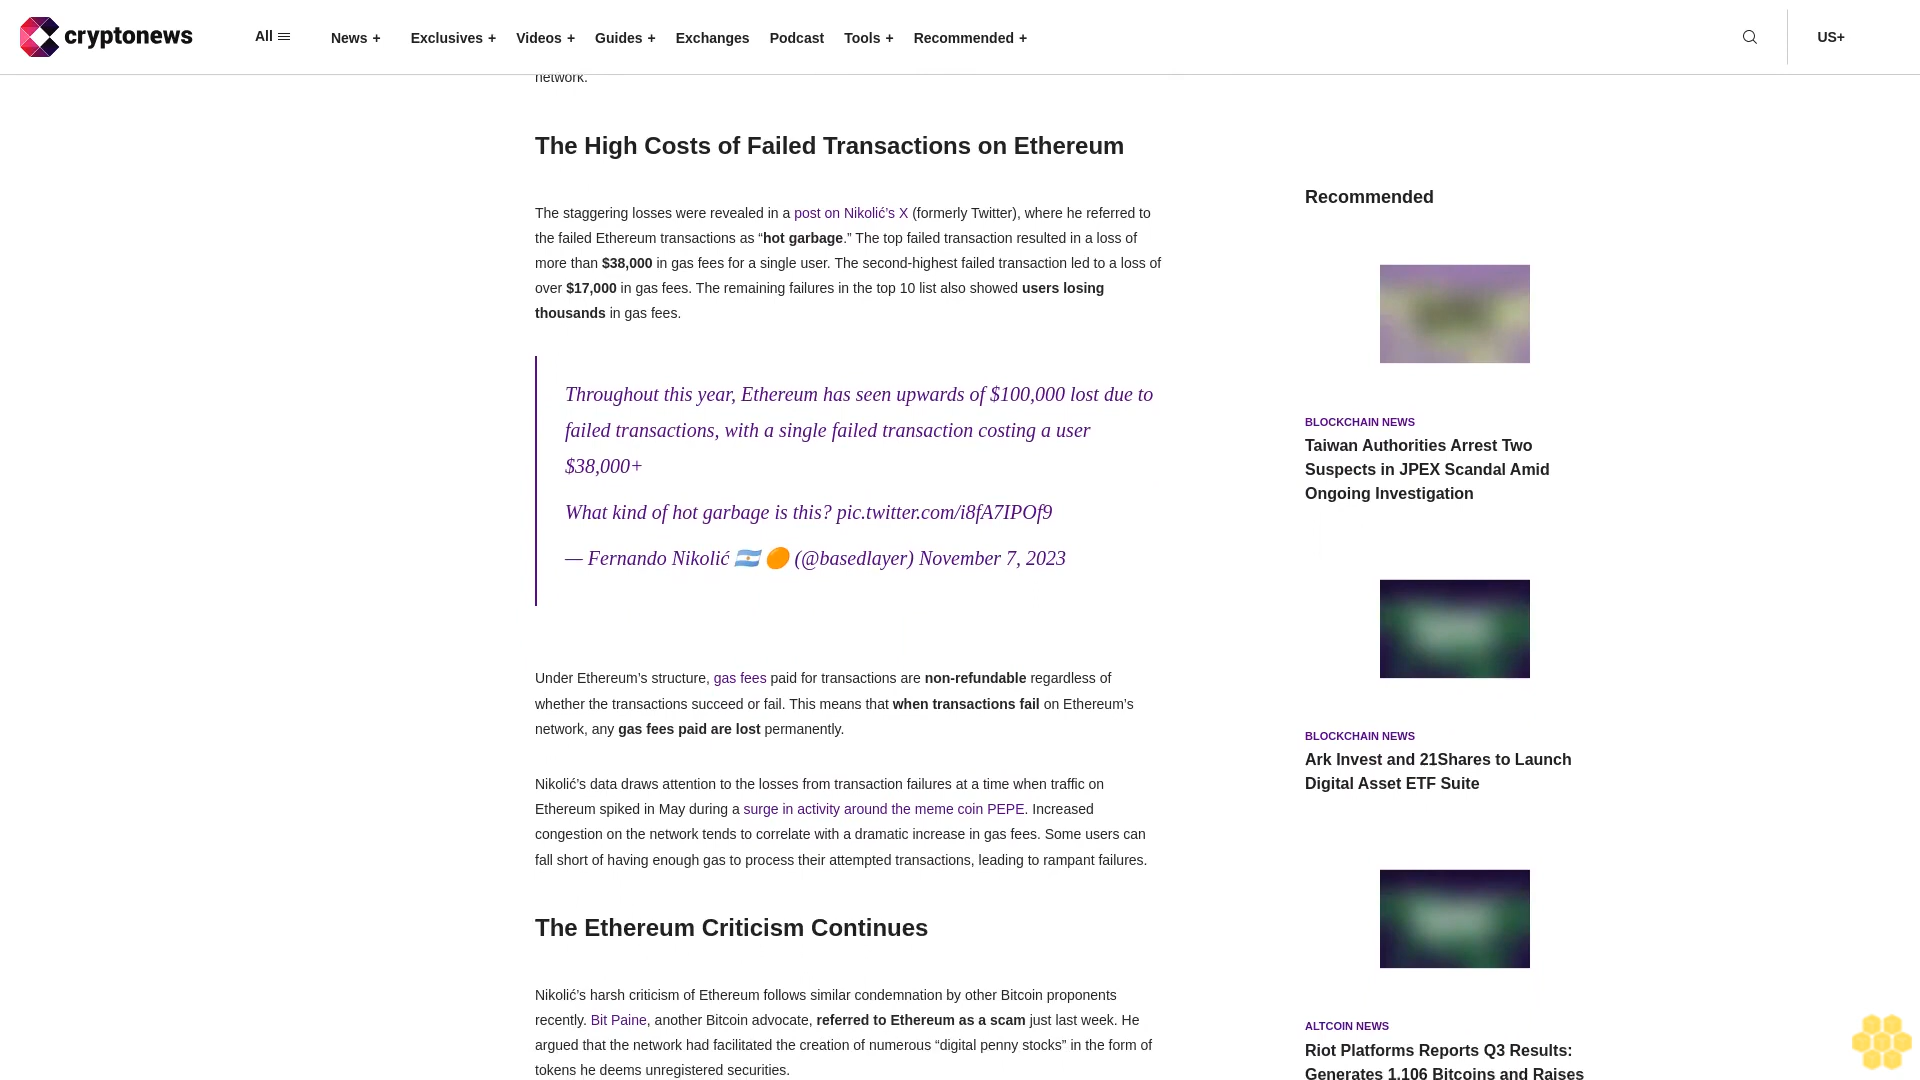 cryptonews
All
News +
Exclusives +
Videos +
Guides +
Exchanges
Podcast
Tools +
Recommended +
US+
network.
The High Costs of Failed Transactions on Ethereum
The staggering losses were revealed in a post on Nikolić’s X (formerly Twitter), where he referred to
the failed Ethereum transactions as “hot garbage.” The top failed transaction resulted in a loss of
more than $38,000 in gas fees for a single user. The second-highest failed transaction led to a loss of
over $17,000 in gas fees. The remaining failures in the top 10 list also showed users losing
thousands in gas fees.
Throughout this year, Ethereum has seen upwards of $100,000 lost due to
failed transactions, with a single failed transaction costing a user
$38,000+
What kind of hot garbage is this? pic.twitter.com/i8fA7IPOf9
— Fernando Nikolić 🇦🇷 🟠 (@basedlayer) November 7, 2023
Under Ethereum’s structure, gas fees paid for transactions are non-refundable regardless of
whether the transactions succeed or fail. This means that when transactions fail on Ethereum’s
network, any gas fees paid are lost permanently.
Nikolić’s data draws attention to the losses from transaction failures at a time when traffic on
Ethereum spiked in May during a surge in activity around the meme coin PEPE. Increased
congestion on the network tends to correlate with a dramatic increase in gas fees. Some users can
fall short of having enough gas to process their attempted transactions, leading to rampant failures.
The Ethereum Criticism Continues
Nikolić’s harsh criticism of Ethereum follows similar condemnation by other Bitcoin proponents
recently. Bit Paine, another Bitcoin advocate, referred to Ethereum as a scam just last week. He
argued that the network had facilitated the creation of numerous “digital penny stocks” in the form of
tokens he deems unregistered securities.
Recommended
BLOCKCHAIN NEWS
Taiwan Authorities Arrest Two
Suspects in JPEX Scandal Amid
Ongoing Investigation
BLOCKCHAIN NEWS
Ark Invest and 21Shares to Launch
Digital Asset ETF Suite
ALTCOIN NEWS
Riot Platforms Reports Q3 Results:
Generates 1,106 Bitcoins and Raises